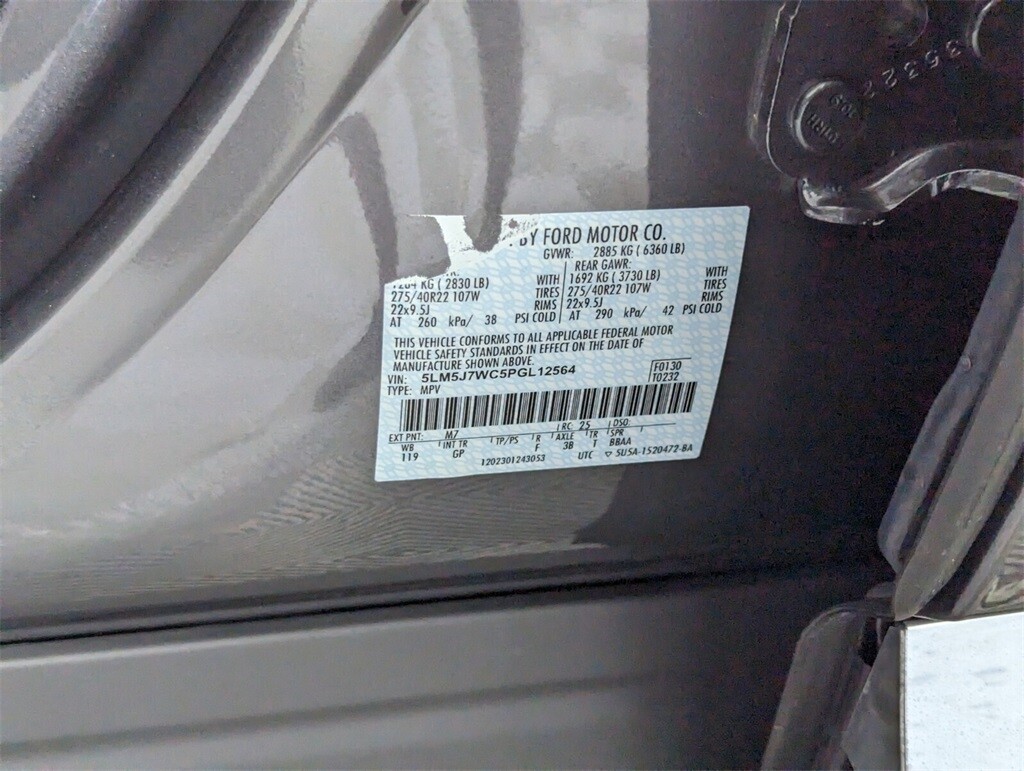 BY FORD MOTOR CO.
GVWR: 2885 KG ( 6360 LB)
REAR GAWR:
KG ( 2830 LB) WITH 1692 KG ( 3730 LB) WITH
275/40R22 107W TIRES 275/40R22 107W TIRES
22x9.5J RIMS 22x9.5J RIMS
AT 260 kPa/ 38 PSI COLD AT 290 kPa/ 42 PSI COLD
THIS VEHICLE CONFORMS TO ALL APPLICABLE FEDERAL MOTOR
VEHICLE SAFETY STANDARDS IN EFFECT ON THE DATE OF
MANUFACTURE SHOWN ABOVE.
VIN: 5LM5J7WC5PGL12564 F0130
TYPE: MPV T0232
EXT PNT: M7 RC: 25 DSO:
WB INT TR TP/PS R AXLE TR SPR
119 GP F 3B T BBAA
1202301243053 UTC ▽ 5U5A-1520472-BA